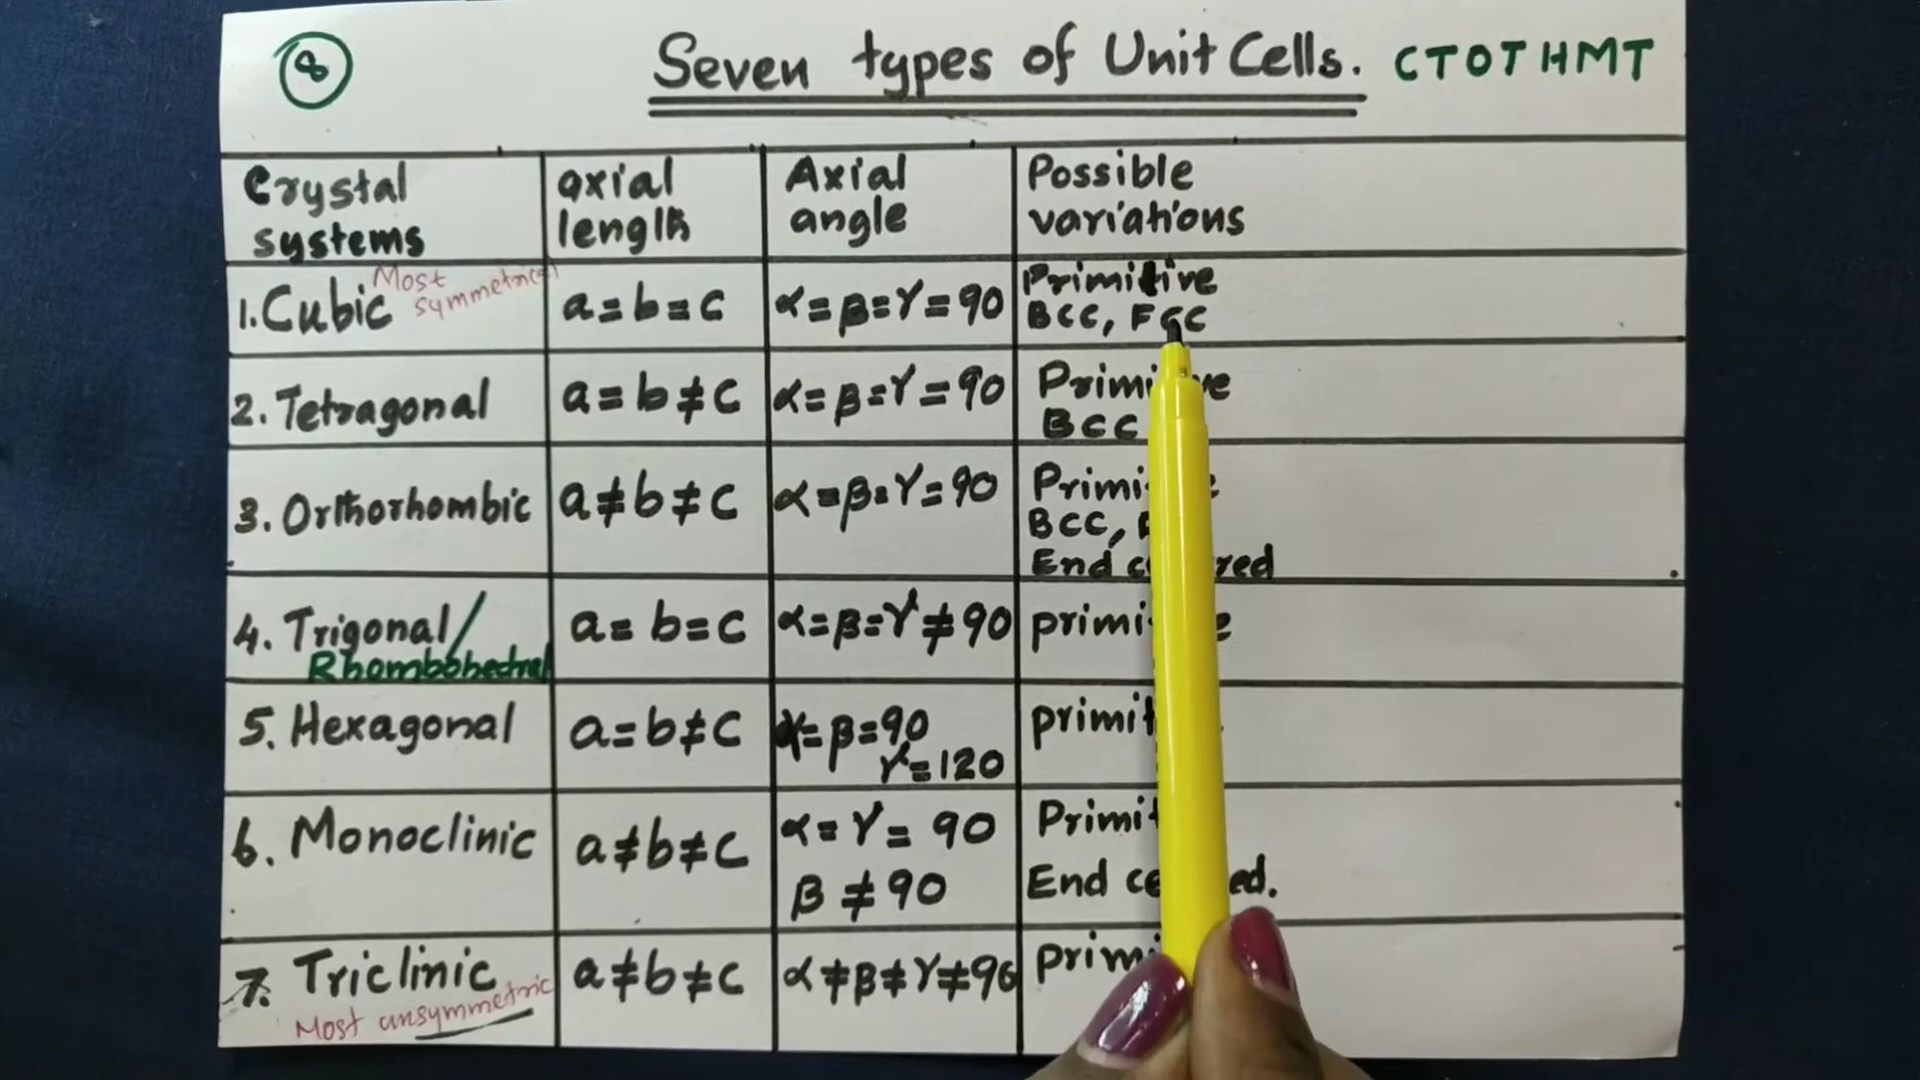 8
Seven types of Unit Cells. CTOTHMT
Crystal systems
axial length
Axial angle
Possible variations
1. Cubic
Most symmetrical
a = b = c
α = β = γ = 90
Primitive
BCC, FCC
2. Tetragonal
a = b ≠ c
α = β = γ = 90
BCC
3. Orthorhombic
a ≠ b ≠ c
α = β = γ = 90
BCC,
End
4. Trigonal/
Rhombohedral
a = b = c
α = β = γ ≠ 90
5. Hexagonal
a = b ≠ c
α = β = 90
γ = 120
6. Monoclinic
a ≠ b ≠ c
α = γ = 90
β ≠ 90
End
7. Triclinic
Most unsymmetric
a ≠ b ≠ c
α ≠ β ≠ γ ≠ 90